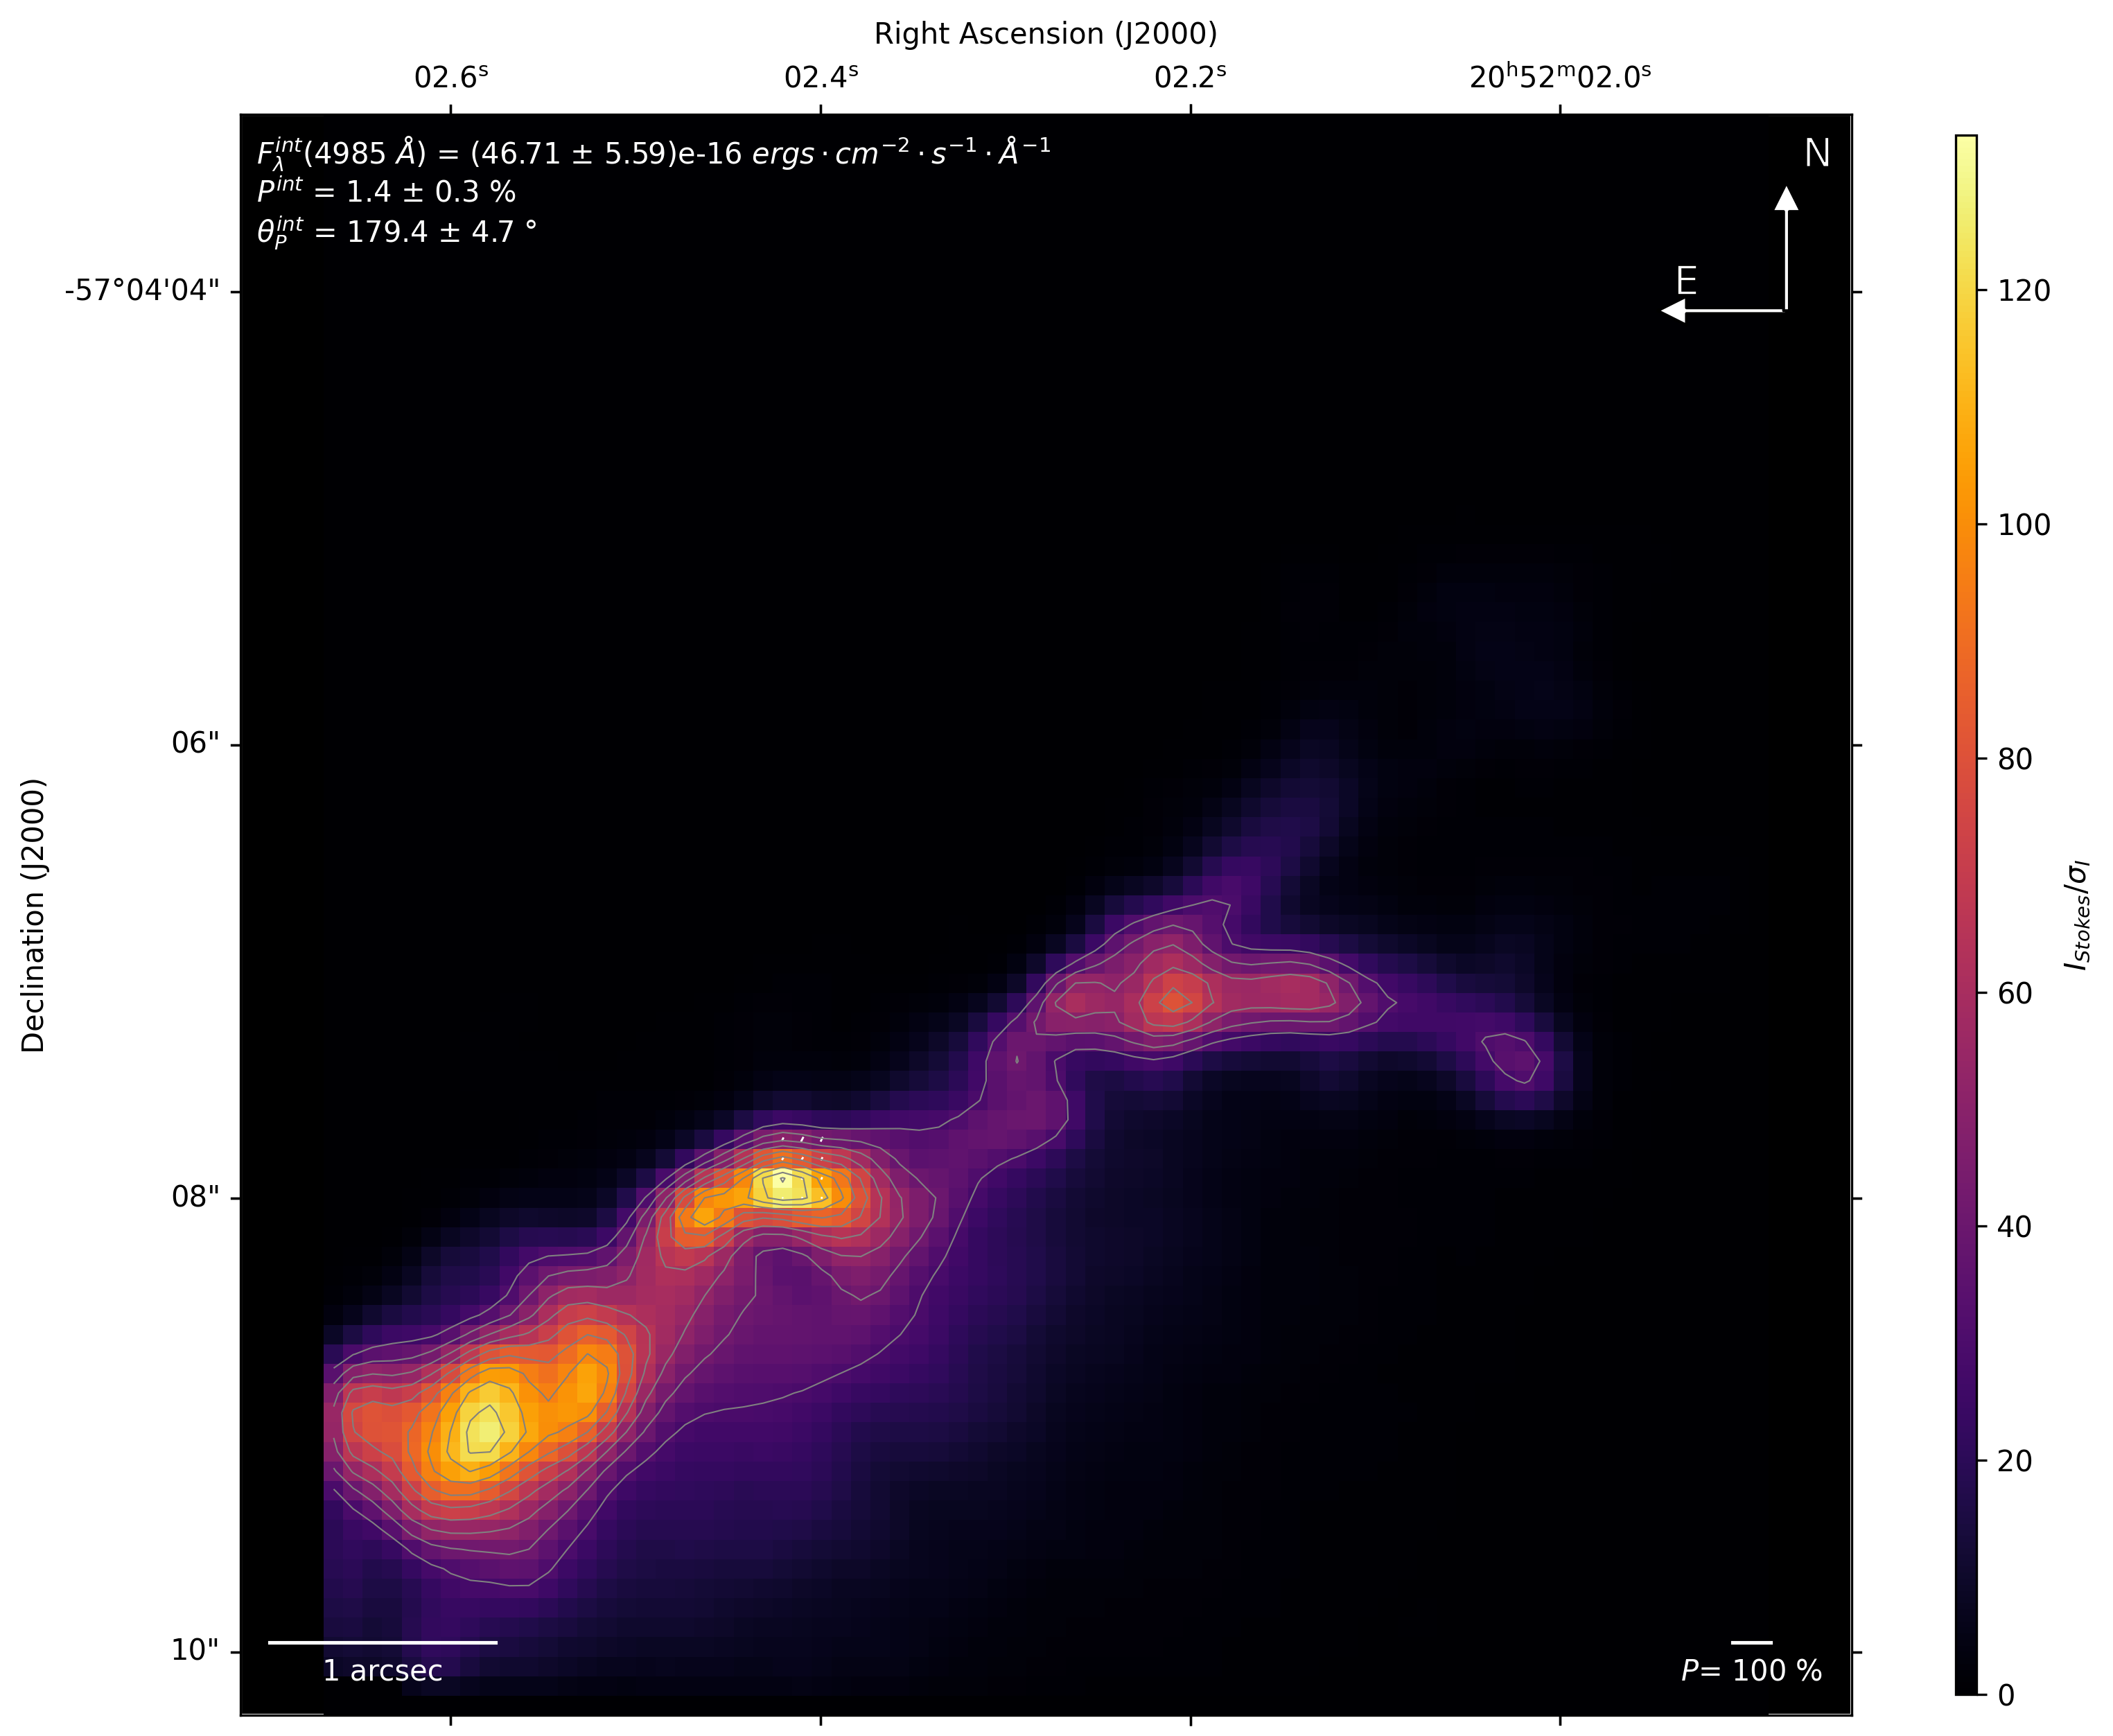 Right Ascension (J2000)
02.6ˢ 02.4ˢ 02.2ˢ 20ʰ52ᵐ02.0ˢ
F_λ^int(4985 Å) = (46.71 ± 5.59)e-16 ergs · cm⁻² · s⁻¹ · Å⁻¹
P^int = 1.4 ± 0.3 %
θ_P^int = 179.4 ± 4.7 °
N
E
-57°04'04"
06"
08"
10"
Declination (J2000)
1 arcsec
P= 100 %
120
100
80
60
40
20
0
I_stokes/σ_I